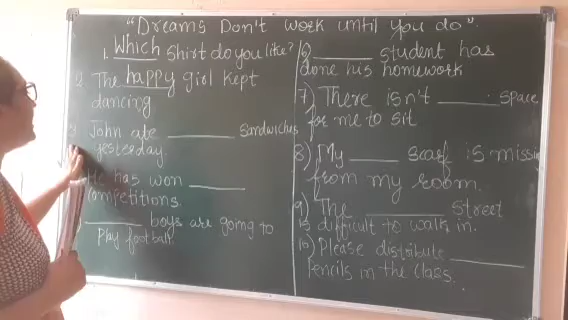 "Dreams Don't work until you do".
1. Which shirt do you like?
2. The happy girl kept
dancing
3. John ate ______ sandwiches
yesterday.
He has won ______
competitions.
______ boys are going to
Play football.
6) ______ student has
done his homework
7) There isn't ______ space
for me to sit
8) My ______ scarf is missi
from my room.
9) The ______ street
is difficult to walk in.
10) Please distribute ______
pencils in the class.